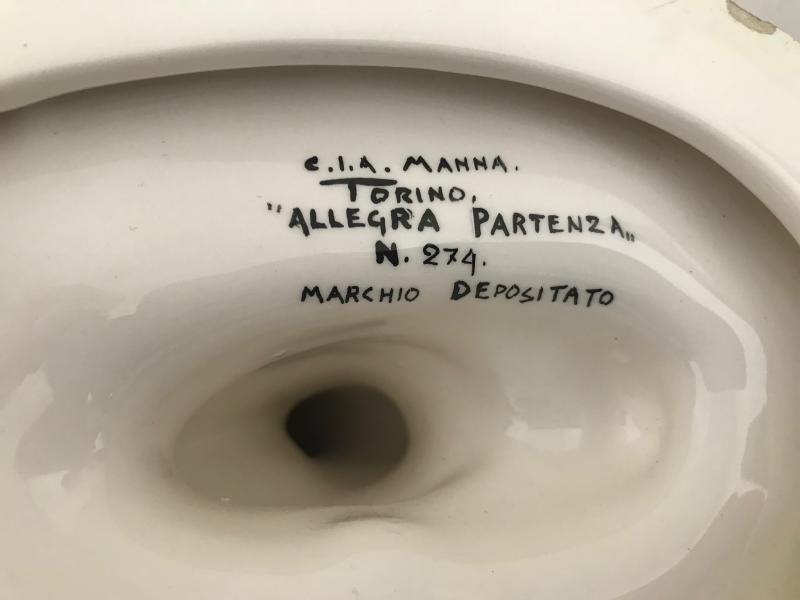 C.I.A. MANNA.
TORINO.
"ALLEGRA PARTENZA„
N. 274.
MARCHIO DEPOSITATO